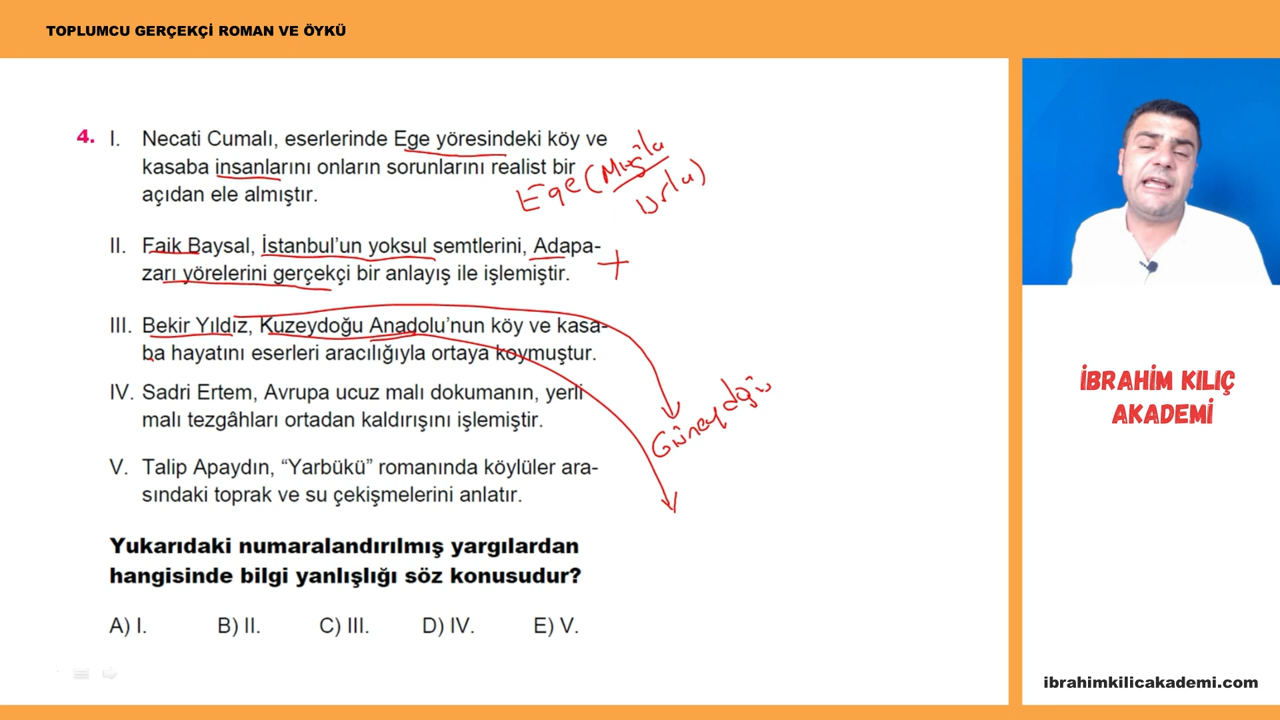 TOPLUMCU GERÇEKÇİ ROMAN VE ÖYKÜ
4. I. Necati Cumalı, eserlerinde Ege yöresindeki köy ve
kasaba insanlarını onların sorunlarını realist bir
açıdan ele almıştır.
Ege (Muğla
Urla)
II. Faik Baysal, İstanbul'un yoksul semtlerini, Adapa-
zarı yörelerini gerçekçi bir anlayış ile işlemiştir. +
III. Bekir Yıldız, Kuzeydoğu Anadolu'nun köy ve kasa-
ba hayatını eserleri aracılığıyla ortaya koymuştur.
Güneydoğu
IV. Sadri Ertem, Avrupa ucuz malı dokumanın, yerli
malı tezgâhları ortadan kaldırışını işlemiştir.
V. Talip Apaydın, “Yarbükü” romanında köylüler ara-
sındaki toprak ve su çekişmelerini anlatır.
Yukarıdaki numaralandırılmış yargılardan
hangisinde bilgi yanlışlığı söz konusudur?
A) I. B) II. C) III. D) IV. E) V.
İBRAHİM KILIÇ
AKADEMİ
ibrahimkilicakademi.com